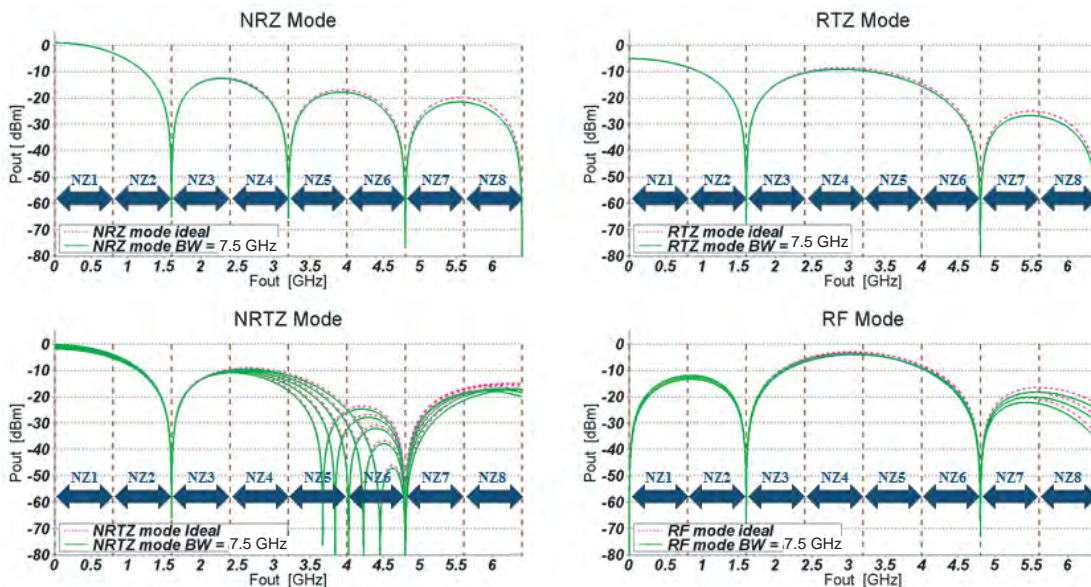 NRZ Mode
Pout [ dBm]
0
-10
-20
-30
-40
-50
-60
-70
-80
NZ1 NZ2 NZ3 NZ4 NZ5 NZ6 NZ7 NZ8
NRZ mode ideal
NRZ mode BW = 7.5 GHz
0 0.5 1 1.5 2 2.5 3 3.5 4 4.5 5 5.5 6
Fout [GHz]
RTZ Mode
Pout [ dBm]
0
-10
-20
-30
-40
-50
-60
-70
-80
NZ1 NZ2 NZ3 NZ4 NZ5 NZ6 NZ7 NZ8
RTZ mode ideal
RTZ mode BW = 7.5 GHz
0 0.5 1 1.5 2 2.5 3 3.5 4 4.5 5 5.5 6
Fout [GHz]
NRTZ Mode
Pout [dBm]
0
-10
-20
-30
-40
-50
-60
-70
-80
NZ1 NZ2 NZ3 NZ4 NZ5 NZ6 NZ7 NZ8
NRTZ mode Ideal
NRTZ mode BW = 7.5 GHz
0 0.5 1 1.5 2 2.5 3 3.5 4 4.5 5 5.5 6
Fout [GHz]
RF Mode
Pout [dBm]
0
-10
-20
-30
-40
-50
-60
-70
-80
NZ1 NZ2 NZ3 NZ4 NZ5 NZ6 NZ7 NZ8
RF mode ideal
RF mode BW = 7.5 GHz
0 0.5 1 1.5 2 2.5 3 3.5 4 4.5 5 5.5 6
Fout [GHz]